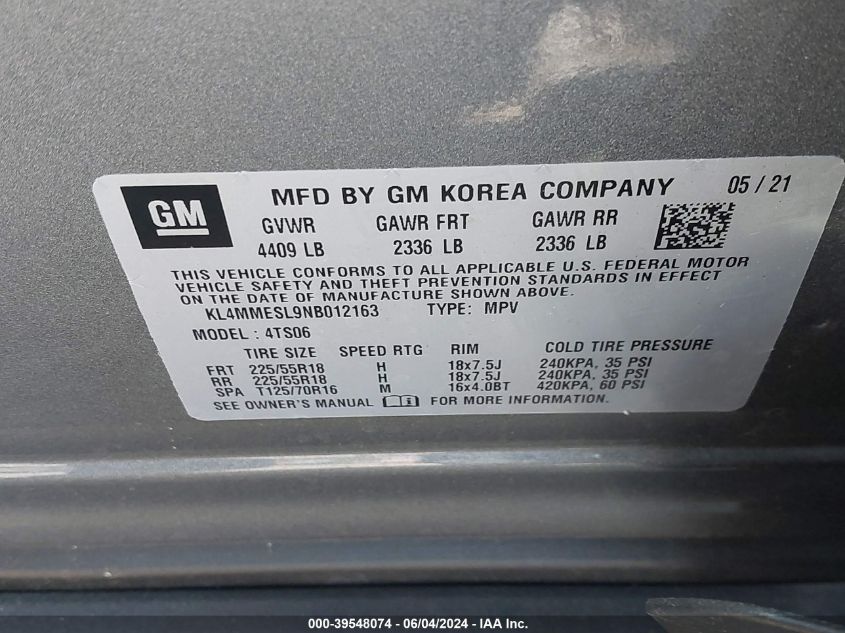 GM
MFD BY GM KOREA COMPANY 05 / 21
GVWR GAWR FRT GAWR RR
4409 LB 2336 LB 2336 LB
THIS VEHICLE CONFORMS TO ALL APPLICABLE U.S. FEDERAL MOTOR
VEHICLE SAFETY AND THEFT PREVENTION STANDARDS IN EFFECT
ON THE DATE OF MANUFACTURE SHOWN ABOVE.
KL4MMESL9NB012163 TYPE: MPV
MODEL : 4TS06
TIRE SIZE SPEED RTG RIM COLD TIRE PRESSURE
FRT 225/55R18 H 18x7.5J 240KPA, 35 PSI
RR 225/55R18 H 18x7.5J 240KPA, 35 PSI
SPA T125/70R16 M 16x4.0BT 420KPA, 60 PSI
SEE OWNER'S MANUAL FOR MORE INFORMATION.
000-39548074 - 06/04/2024 - IAA Inc.